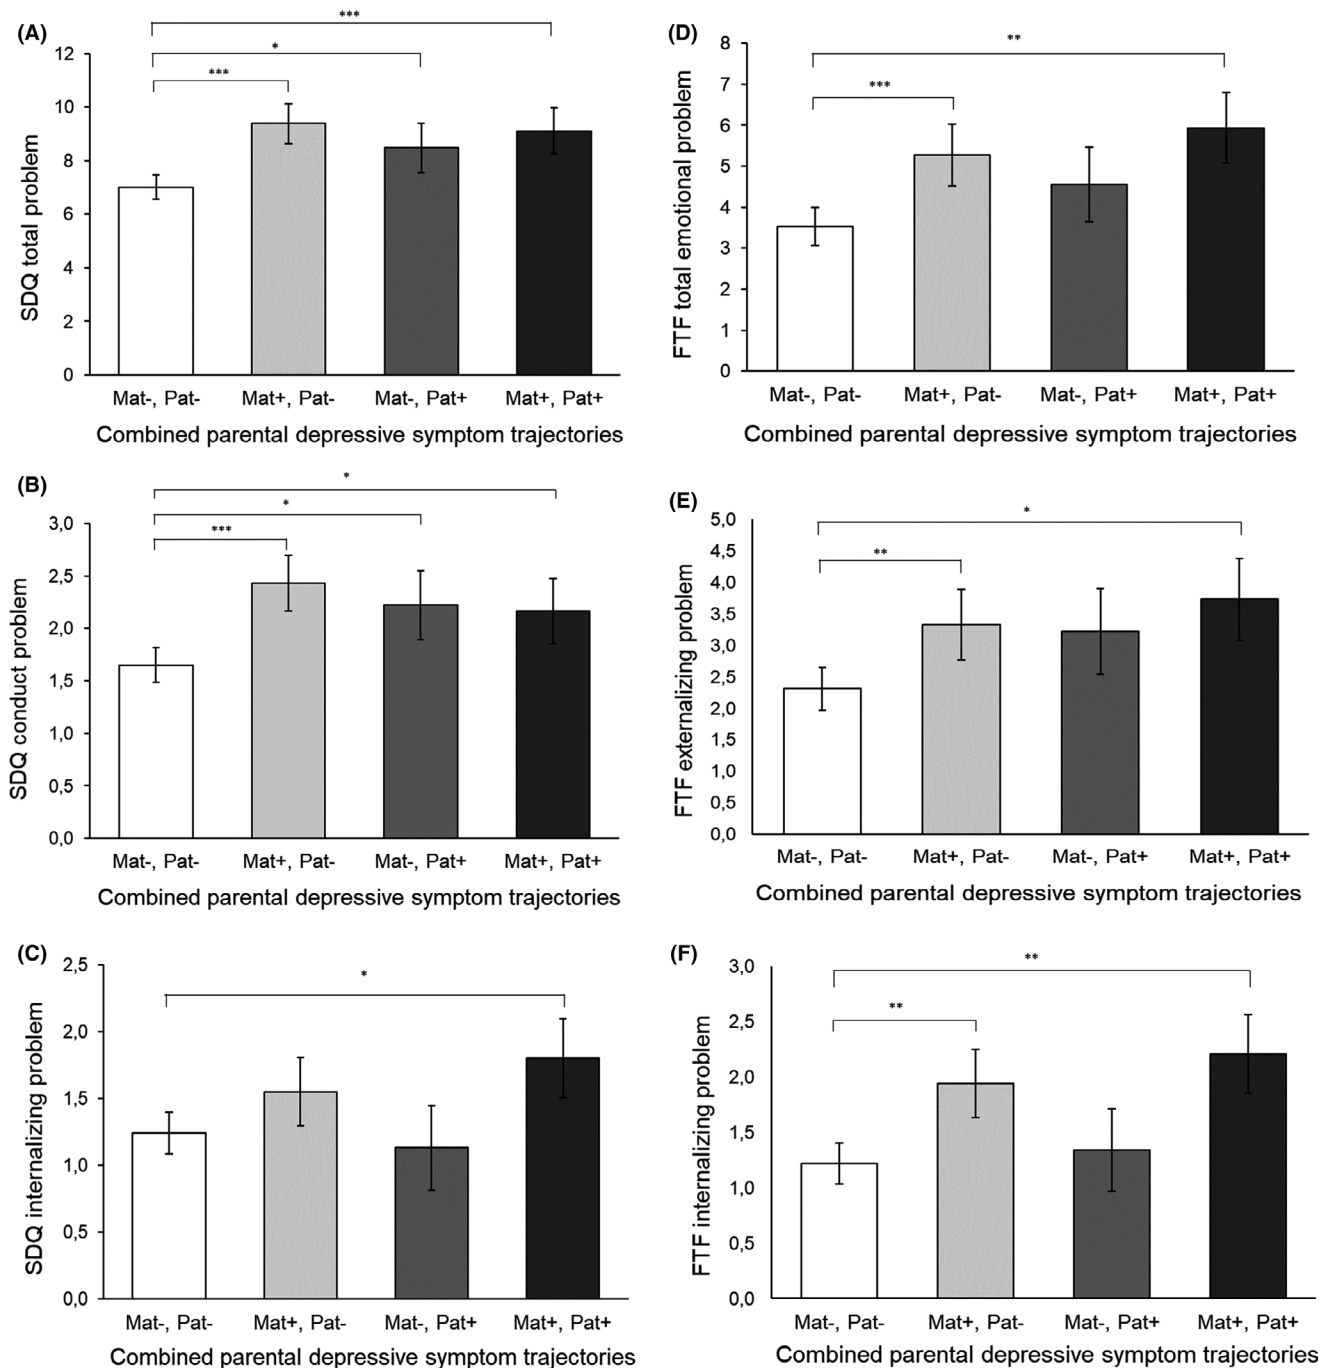 (A)
***
*
***
SDQ total problem
12
10
8
6
4
2
0
Mat-, Pat- Mat+, Pat- Mat-, Pat+ Mat+, Pat+
Combined parental depressive symptom trajectories
(B)
*
*
***
SDQ conduct problem
3,0
2,5
2,0
1,5
1,0
0,5
0,0
Mat-, Pat- Mat+, Pat- Mat-, Pat+ Mat+, Pat+
Combined parental depressive symptom trajectories
(C)
*
SDQ internalizing problem
2,5
2,0
1,5
1,0
0,5
0,0
Mat-, Pat- Mat+, Pat- Mat-, Pat+ Mat+, Pat+
Combined parental depressive symptom trajectories
(D)
**
***
FTF total emotional problem
8
7
6
5
4
3
2
1
0
Mat-, Pat- Mat+, Pat- Mat-, Pat+ Mat+, Pat+
Combined parental depressive symptom trajectories
(E)
*
**
FTF externalizing problem
5,0
4,5
4,0
3,5
3,0
2,5
2,0
1,5
1,0
0,5
0,0
Mat-, Pat- Mat+, Pat- Mat-, Pat+ Mat+, Pat+
Combined parental depressive symptom trajectories
(F)
**
**
FTF internalizing problem
3,0
2,5
2,0
1,5
1,0
0,5
0,0
Mat-, Pat- Mat+, Pat- Mat-, Pat+ Mat+, Pat+
Combined parental depressive symptom trajectories